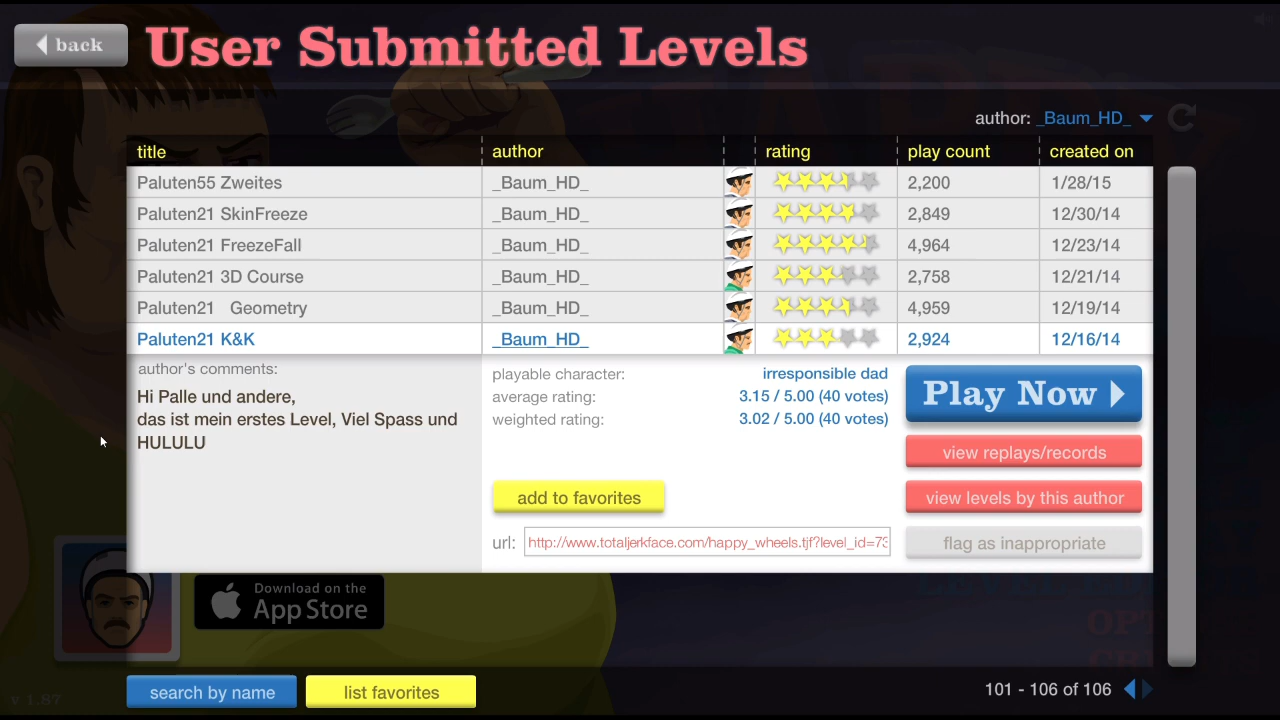 back
User Submitted Levels
author: _Baum_HD_
title author rating play count created on
Paluten55 Zweites _Baum_HD_ 2,200 1/28/15
Paluten21 SkinFreeze _Baum_HD_ 2,849 12/30/14
Paluten21 FreezeFall _Baum_HD_ 4,964 12/23/14
Paluten21 3D Course _Baum_HD_ 2,758 12/21/14
Paluten21 Geometry _Baum_HD_ 4,959 12/19/14
Paluten21 K&K _Baum_HD_ 2,924 12/16/14
author's comments:
Hi Palle und andere,
das ist mein erstes Level, Viel Spass und
HULULU
playable character: irresponsible dad
average rating: 3.15 / 5.00 (40 votes)
weighted rating: 3.02 / 5.00 (40 votes)
Play Now
view replays/records
add to favorites
view levels by this author
url: http://www.totaljerkface.com/happy_wheels.tjf?level_id=73
flag as inappropriate
Download on the
App Store
search by name
list favorites
101 - 106 of 106
v 1.87